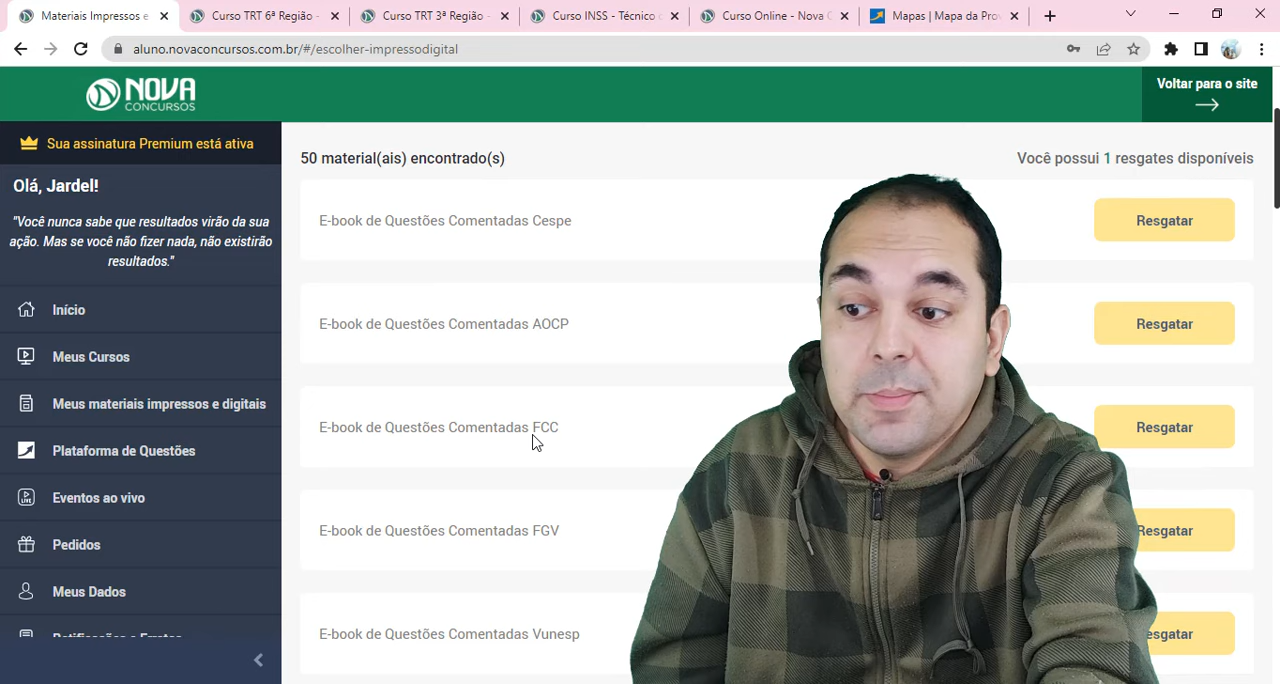 Materiais Impressos e
Curso TRT 6ª Região -
Curso TRT 3ª Região -
Curso INSS - Técnico
Curso Online - Nova
Mapas | Mapa da Pro
aluno.novaconcursos.com.br/#/escolher-impressodigital
NOVA
CONCURSOS
Voltar para o site
Sua assinatura Premium está ativa
Olá, Jardel!
"Você nunca sabe que resultados virão da sua
ação. Mas se você não fizer nada, não existirão
resultados."
Início
Meus Cursos
Meus materiais impressos e digitais
Plataforma de Questões
LIVE
Eventos ao vivo
Pedidos
Meus Dados
50 material(ais) encontrado(s)
Você possui 1 resgates disponíveis
E-book de Questões Comentadas Cespe
Resgatar
E-book de Questões Comentadas AOCP
Resgatar
E-book de Questões Comentadas FCC
Resgatar
E-book de Questões Comentadas FGV
Resgatar
E-book de Questões Comentadas Vunesp
esgatar